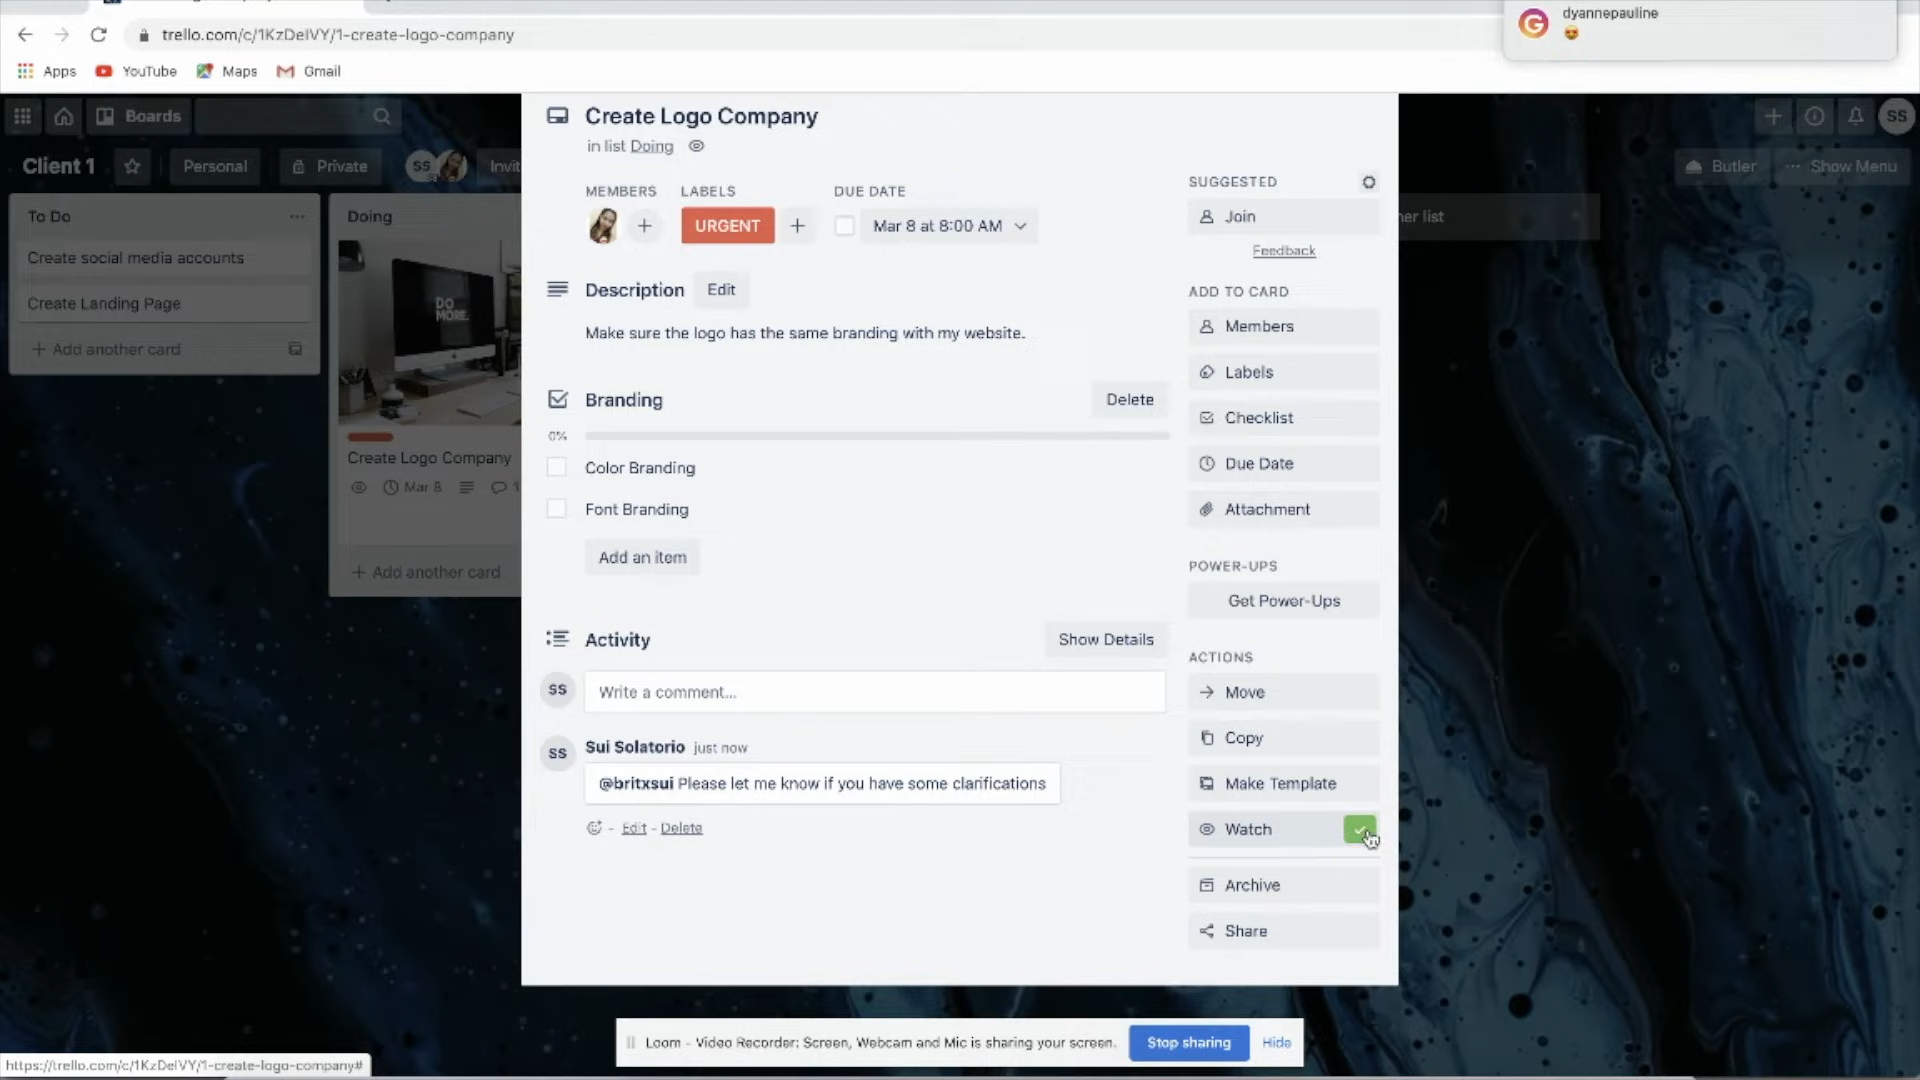 dyannepauline
trello.com/c/1KzDeIVY/1-create-logo-company
Apps YouTube Maps Gmail
Boards
SS
Client 1 Personal Private SS Invit
Butler ... Show Menu
To Do ...
Create social media accounts
Create Landing Page
+ Add another card
Doing
DO
MORE.
Create Logo Company
Mar 8 1
+ Add another card
her list
Create Logo Company
in list Doing
MEMBERS LABELS DUE DATE
URGENT
Mar 8 at 8:00 AM
Description Edit
Make sure the logo has the same branding with my website.
Branding Delete
0%
Color Branding
Font Branding
Add an item
Activity Show Details
SS Write a comment...
SS Sui Solatorio just now
@britxsui Please let me know if you have some clarifications
- Edit - Delete
SUGGESTED
Join
Feedback
ADD TO CARD
Members
Labels
Checklist
Due Date
Attachment
POWER-UPS
Get Power-Ups
ACTIONS
Move
Copy
Make Template
Watch
Archive
Share
Loom - Video Recorder: Screen, Webcam and Mic is sharing your screen. Stop sharing Hide
https://trello.com/c/1KzDeIVY/1-create-logo-company#